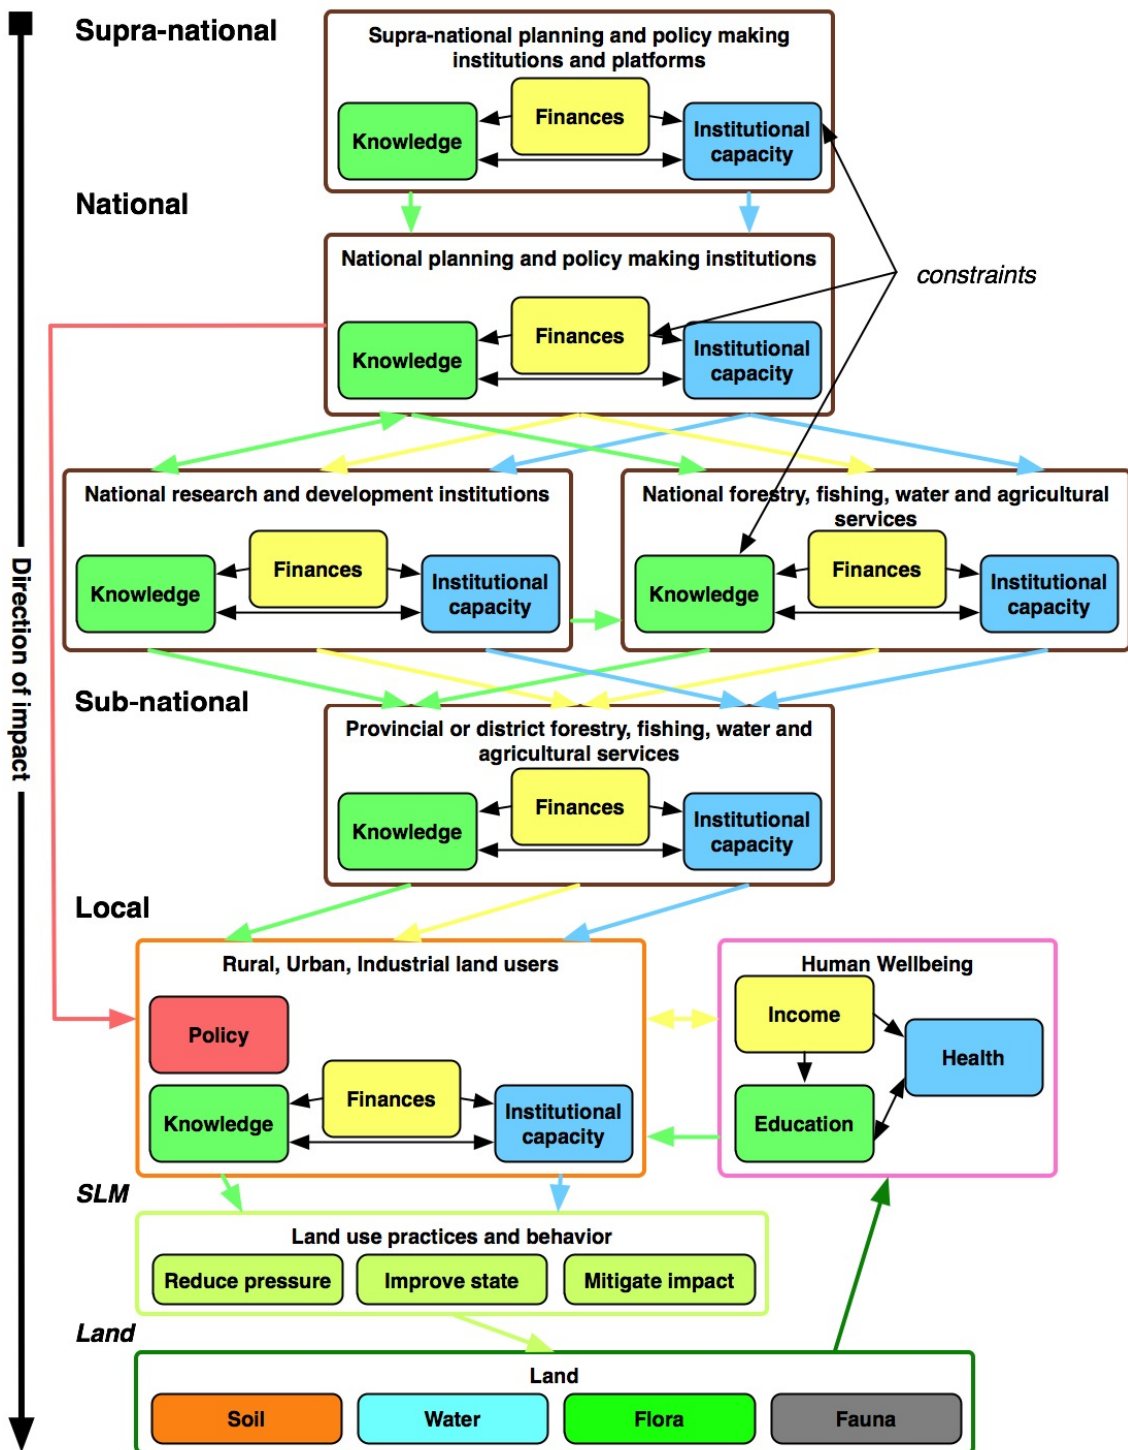 Supra-national
Supra-national planning and policy making
institutions and platforms
Finances
Knowledge
Institutional
capacity
National
National planning and policy making institutions
constraints
Finances
Knowledge
Institutional
capacity
National research and development institutions
Finances
Knowledge
Institutional
capacity
National forestry, fishing, water and agricultural
services
Finances
Knowledge
Institutional
capacity
Direction of impact
Sub-national
Provincial or district forestry, fishing, water and
agricultural services
Finances
Knowledge
Institutional
capacity
Local
Rural, Urban, Industrial land users
Policy
Finances
Knowledge
Institutional
capacity
Human Wellbeing
Income
Health
Education
SLM
Land use practices and behavior
Reduce pressure
Improve state
Mitigate impact
Land
Land
Soil
Water
Flora
Fauna